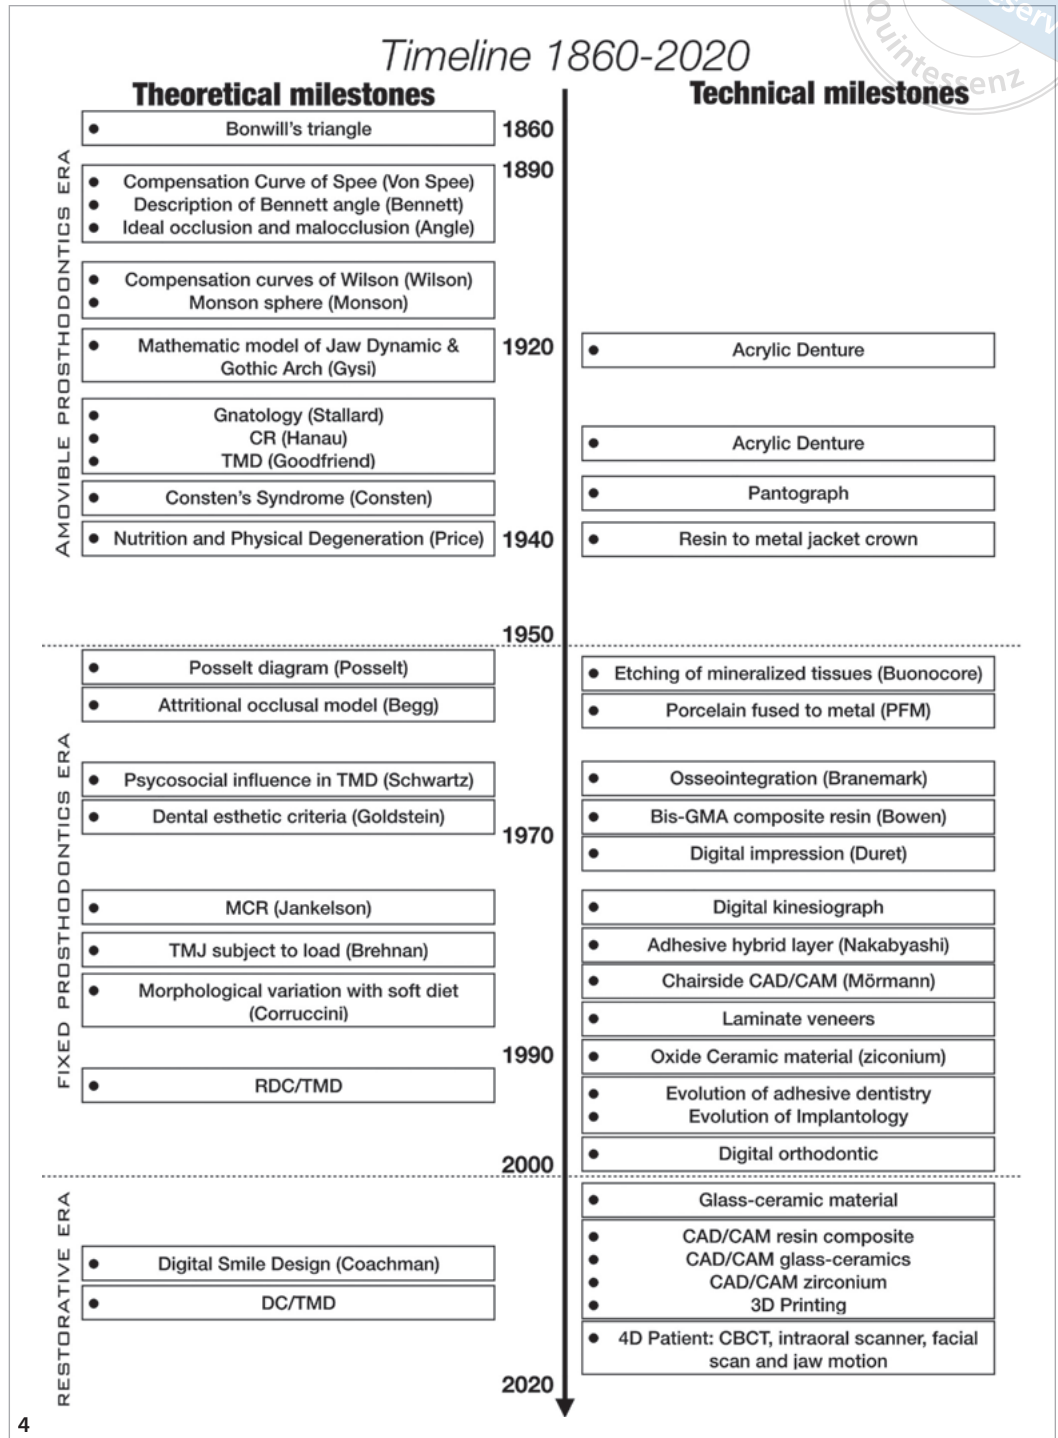 eserv
Quintessenz
Timeline 1860-2020
Theoretical milestones
Technical milestones
AMOVIBLE PROSTHODONTICS ERA
• Bonwill's triangle
1860
1890
• Compensation Curve of Spee (Von Spee)
• Description of Bennett angle (Bennett)
• Ideal occlusion and malocclusion (Angle)
• Compensation curves of Wilson (Wilson)
• Monson sphere (Monson)
• Mathematic model of Jaw Dynamic &
Gothic Arch (Gysi)
1920
• Acrylic Denture
• Gnatology (Stallard)
• CR (Hanau)
• TMD (Goodfriend)
• Acrylic Denture
• Consten's Syndrome (Consten)
• Pantograph
• Nutrition and Physical Degeneration (Price)
1940
• Resin to metal jacket crown
1950
FIXED PROSTHODONTICS ERA
• Posselt diagram (Posselt)
• Etching of mineralized tissues (Buonocore)
• Attritional occlusal model (Begg)
• Porcelain fused to metal (PFM)
• Psycosocial influence in TMD (Schwartz)
• Osseointegration (Branemark)
• Dental esthetic criteria (Goldstein)
• Bis-GMA composite resin (Bowen)
1970
• Digital impression (Duret)
• MCR (Jankelson)
• Digital kinesiograph
• TMJ subject to load (Brehnan)
• Adhesive hybrid layer (Nakabyashi)
• Morphological variation with soft diet
(Corruccini)
• Chairside CAD/CAM (Mörmann)
• Laminate veneers
1990
• Oxide Ceramic material (ziconium)
• RDC/TMD
• Evolution of adhesive dentistry
• Evolution of Implantology
• Digital orthodontic
2000
RESTORATIVE ERA
• Glass-ceramic material
• Digital Smile Design (Coachman)
• CAD/CAM resin composite
• CAD/CAM glass-ceramics
• CAD/CAM zirconium
• 3D Printing
• DC/TMD
• 4D Patient: CBCT, intraoral scanner, facial
scan and jaw motion
2020
4